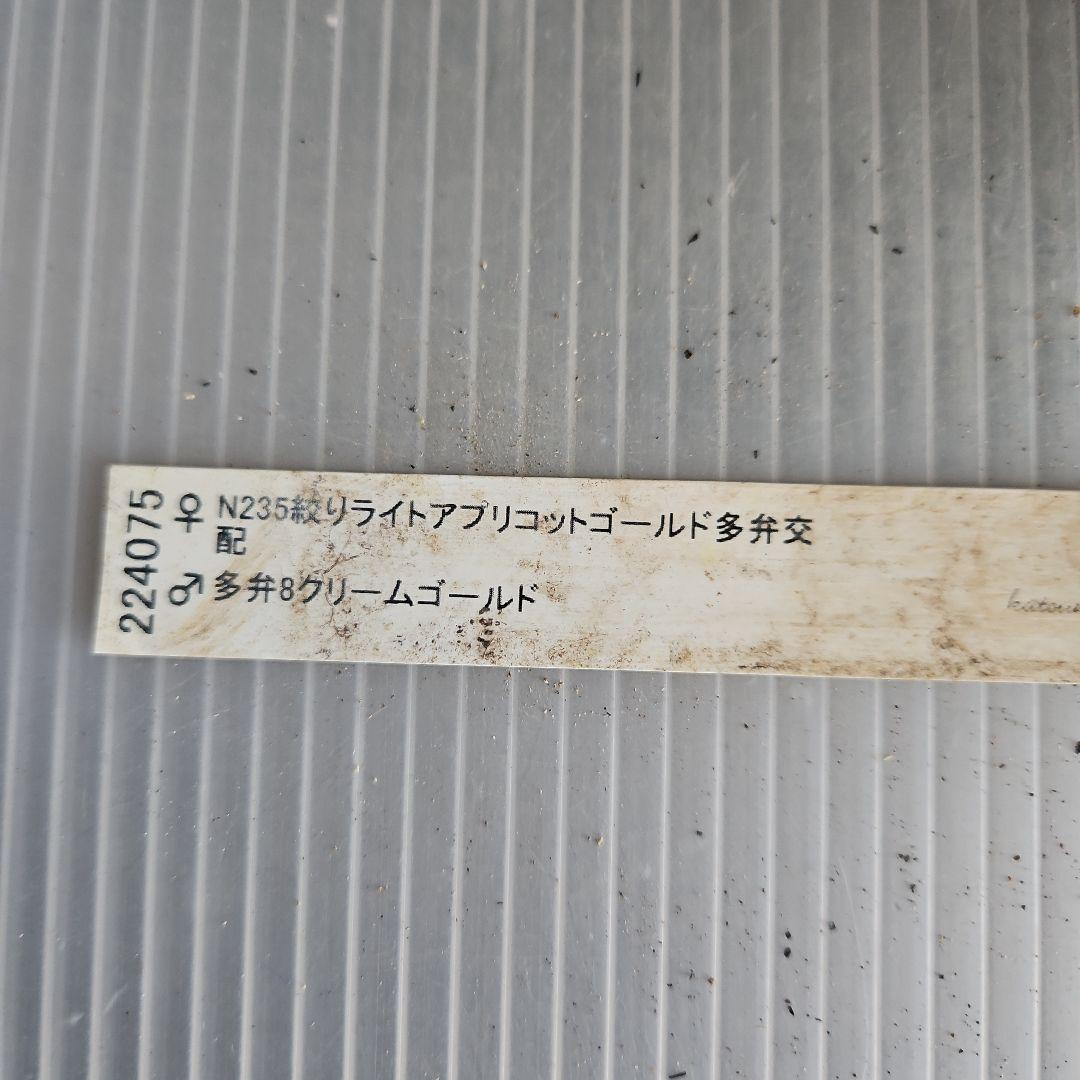 224075
♀ N235絞りライトアプリコットゴールド多弁交
配
♂ 多弁8クリームゴールド